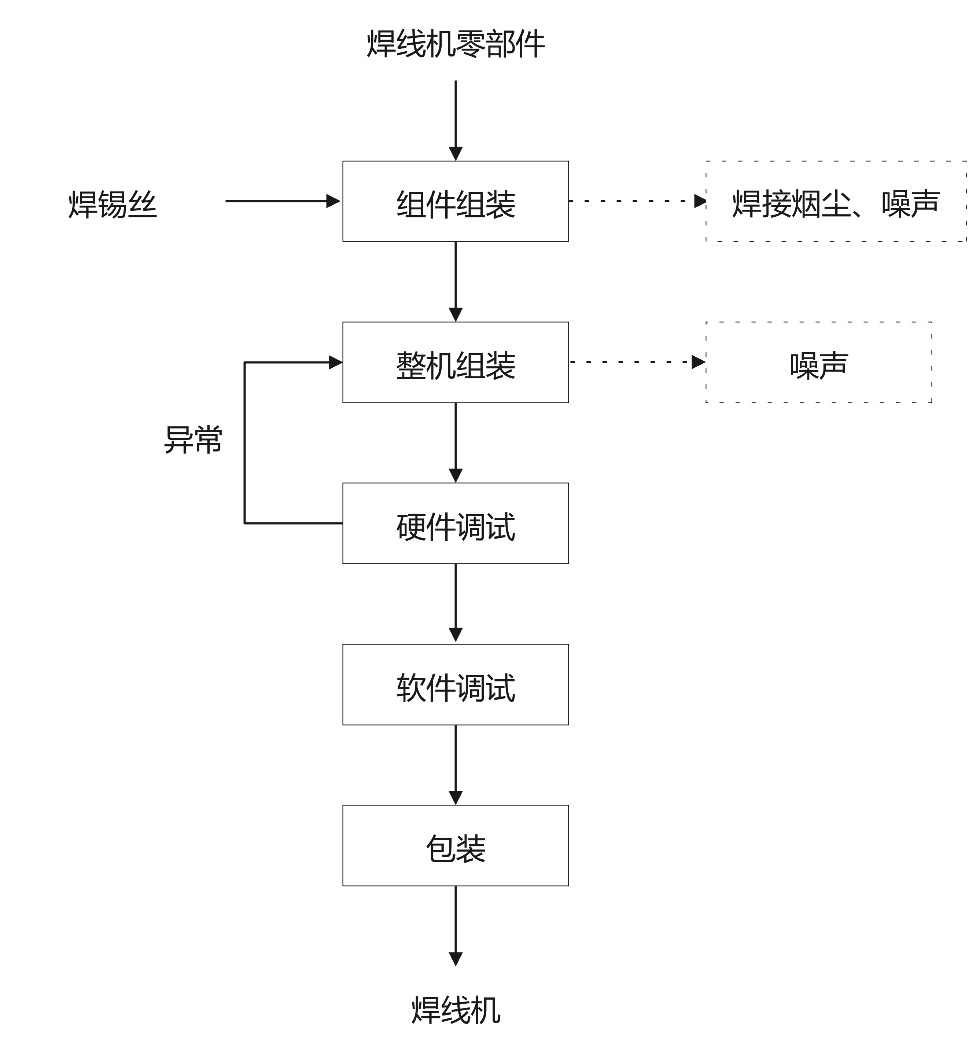 焊线机零部件
焊锡丝
组件组装
焊接烟尘、噪声
整机组装
噪声
异常
硬件调试
软件调试
包装
焊线机